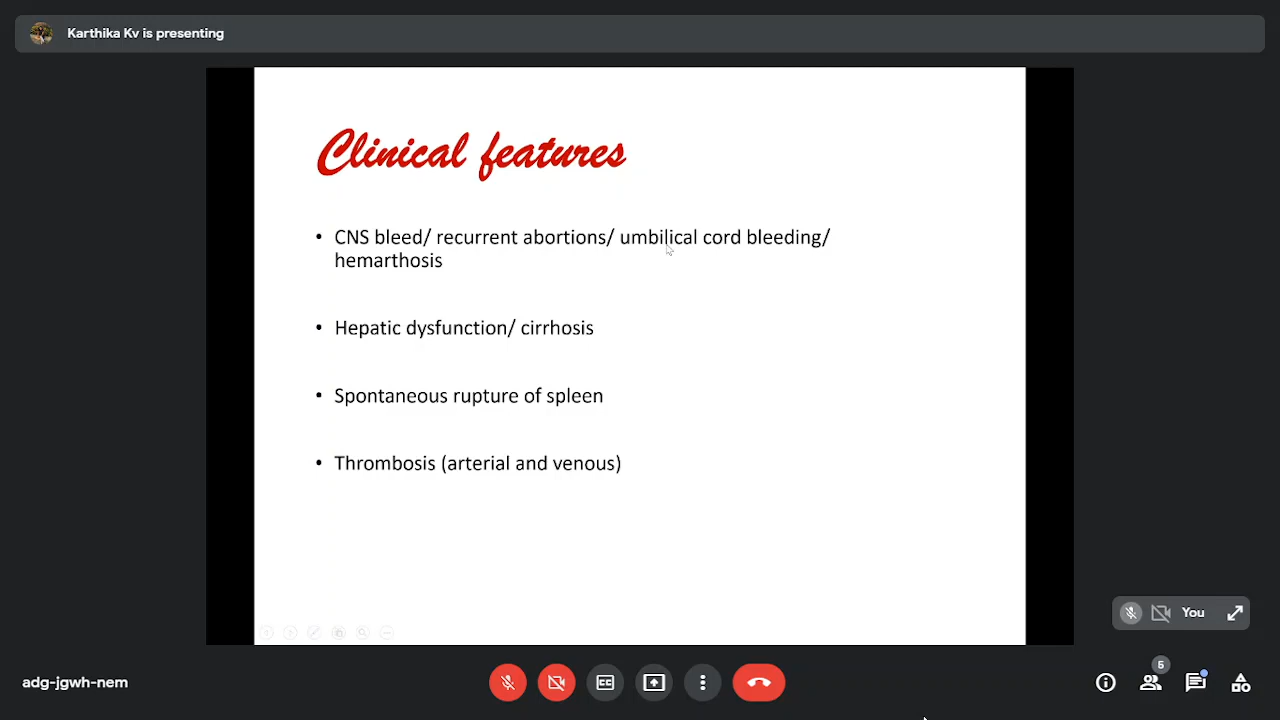 Karthika Kv is presenting
Clinical features
• CNS bleed/ recurrent abortions/ umbilical cord bleeding/
hemarthosis
• Hepatic dysfunction/ cirrhosis
• Spontaneous rupture of spleen
• Thrombosis (arterial and venous)
You
adg-jgwh-nem
CC
5